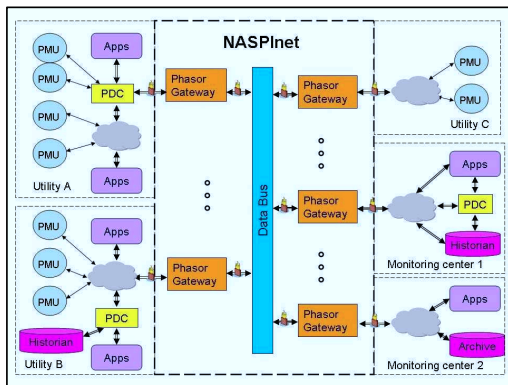 NASPInet
PMU
PMU
PMU
PMU
Apps
PDC
Apps
Utility A
Phasor
Gateway
PMU
PMU
PMU
Apps
PDC
Historian
Apps
Utility B
Phasor
Gateway
Data Bus
Phasor
Gateway
PMU
PMU
Utility C
Phasor
Gateway
Apps
PDC
Historian
Monitoring center 1
Phasor
Gateway
Apps
Archive
Monitoring center 2